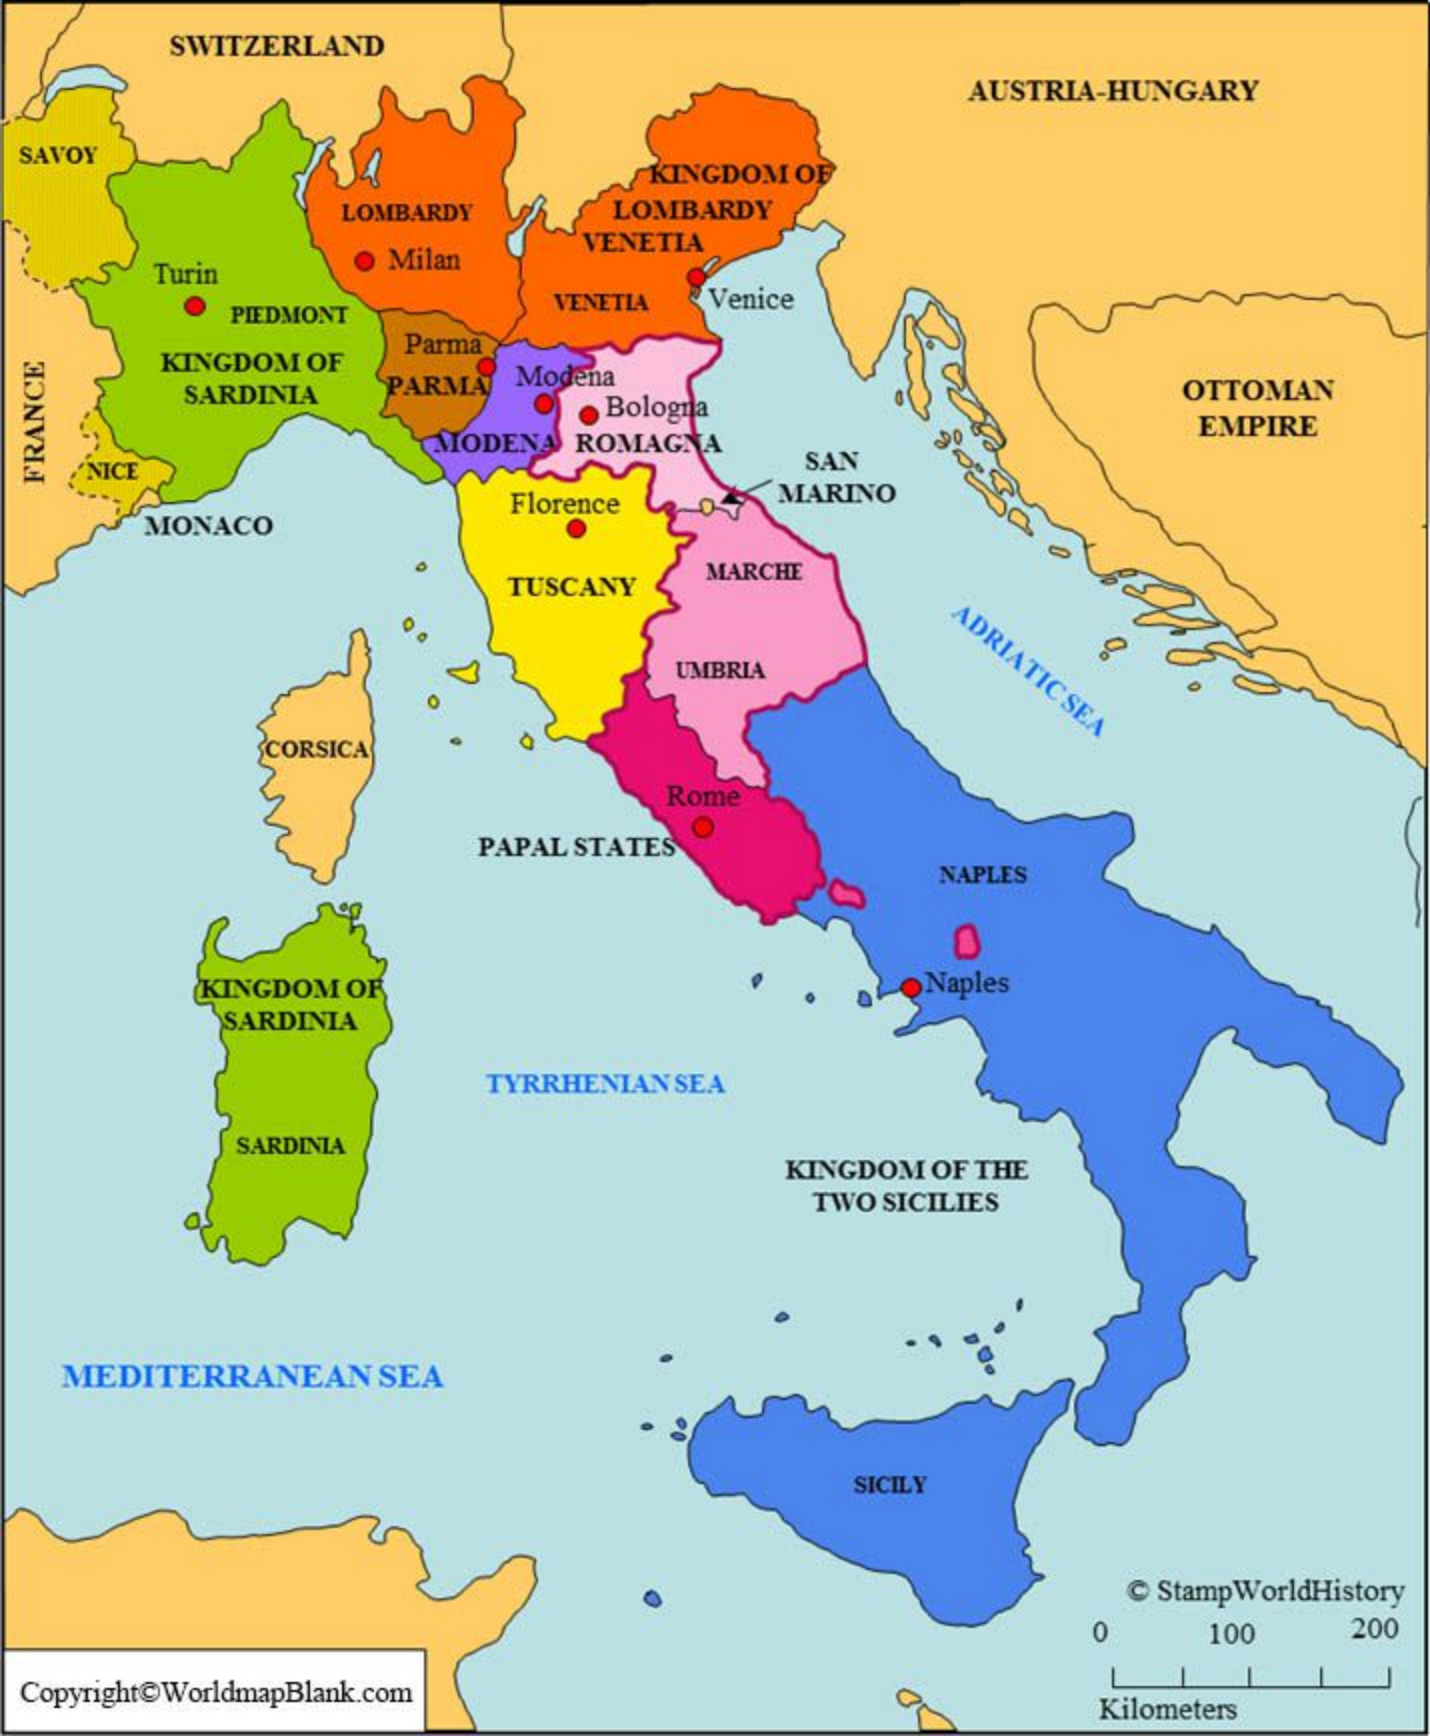 SWITZERLAND
AUSTRIA-HUNGARY
SAVOY
KINGDOM OF
LOMBARDY
VENETIA
LOMBARDY
Milan
Turin
VENETIA
Venice
PIEDMONT
KINGDOM OF
SARDINIA
Parma
PARMA
Modena
MODENA
Bologna
ROMAGNA
OTTOMAN
EMPIRE
FRANCE
NICE
SAN
MARINO
MONACO
Florence
TUSCANY
MARCHE
UMBRIA
ADRIATIC SEA
CORSICA
Rome
PAPAL STATES
NAPLES
Naples
KINGDOM OF
SARDINIA
SARDINIA
TYRRHENIAN SEA
KINGDOM OF THE
TWO SICILIES
MEDITERRANEAN SEA
SICILY
© StampWorldHistory
0 100 200
Kilometers
Copyright©WorldmapBlank.com